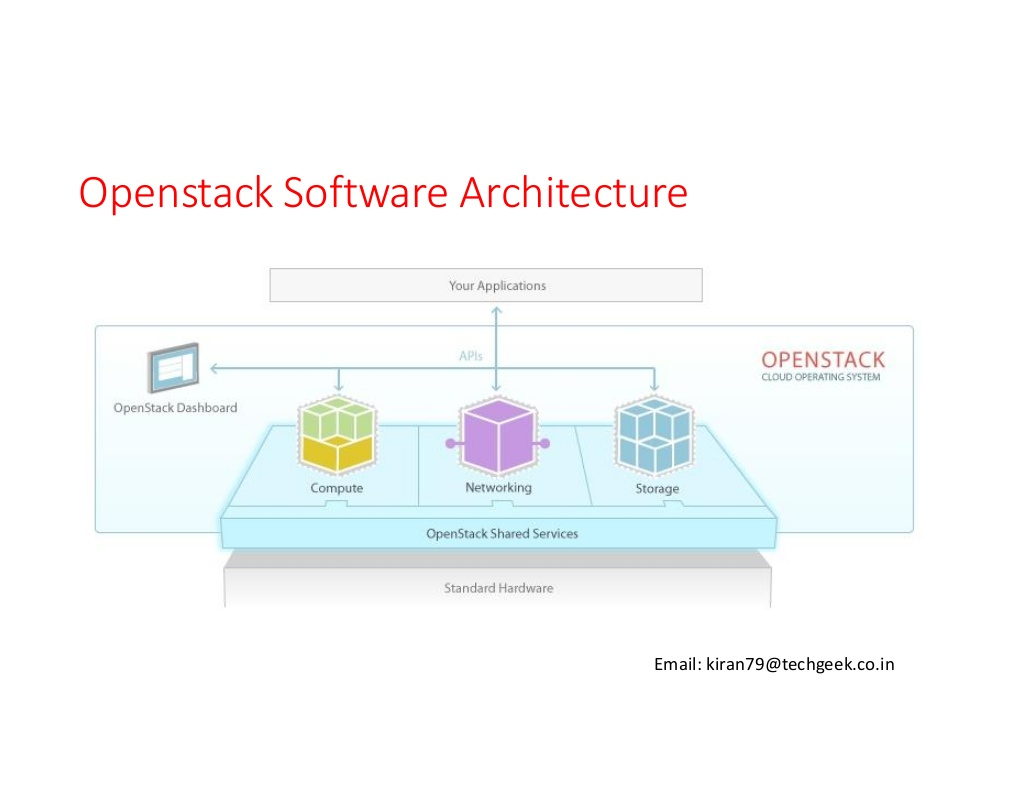 Openstack Software Architecture
Your Applications
APIs
OPENSTACK
CLOUD OPERATING SYSTEM
OpenStack Dashboard
Compute
Networking
Storage
OpenStack Shared Services
Standard Hardware
Email: kiran79@techgeek.co.in